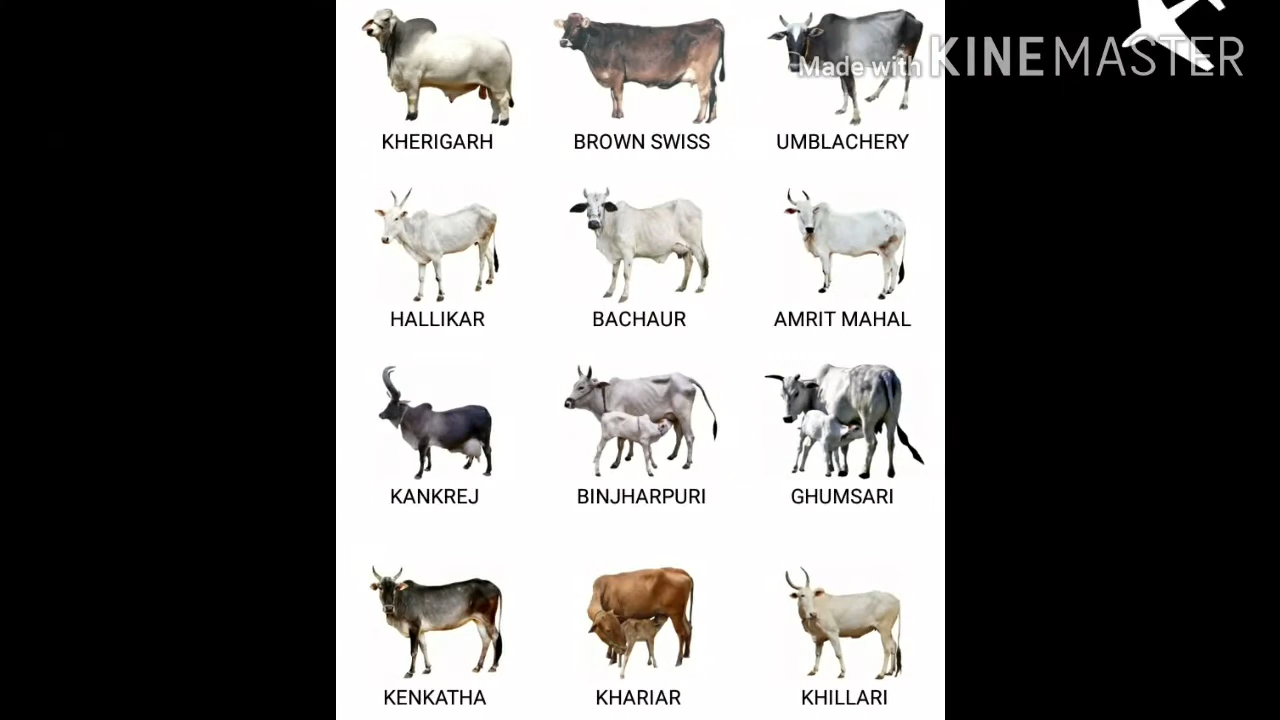 Made with KINEMASTER
KHERIGARH
BROWN SWISS
UMBLACHERY
HALLIKAR
BACHAUR
AMRIT MAHAL
KANKREJ
BINJHARPURI
GHUMSARI
KENKATHA
KHARIAR
KHILLARI